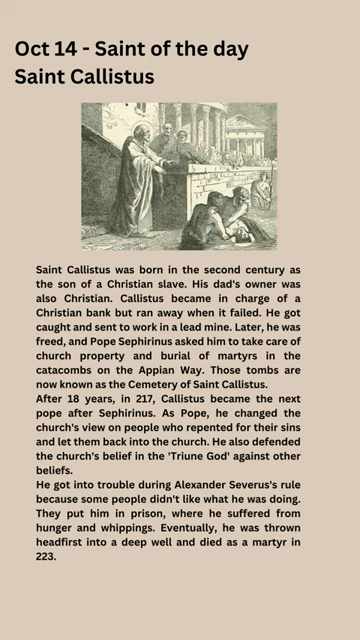 Oct 14 - Saint of the day
Saint Callistus
Saint Callistus was born in the second century as
the son of a Christian slave. His dad's owner was
also Christian. Callistus became in charge of a
Christian bank but ran away when it failed. He got
caught and sent to work in a lead mine. Later, he was
freed, and Pope Sephirinus asked him to take care of
church property and burial of martyrs in the
catacombs on the Appian Way. Those tombs are
now known as the Cemetery of Saint Callistus.
After 18 years, in 217, Callistus became the next
pope after Sephirinus. As Pope, he changed the
church's view on people who repented for their sins
and let them back into the church. He also defended
the church's belief in the 'Triune God' against other
beliefs.
He got into trouble during Alexander Severus's rule
because some people didn't like what he was doing.
They put him in prison, where he suffered from
hunger and whippings. Eventually, he was thrown
headfirst into a deep well and died as a martyr in
223.